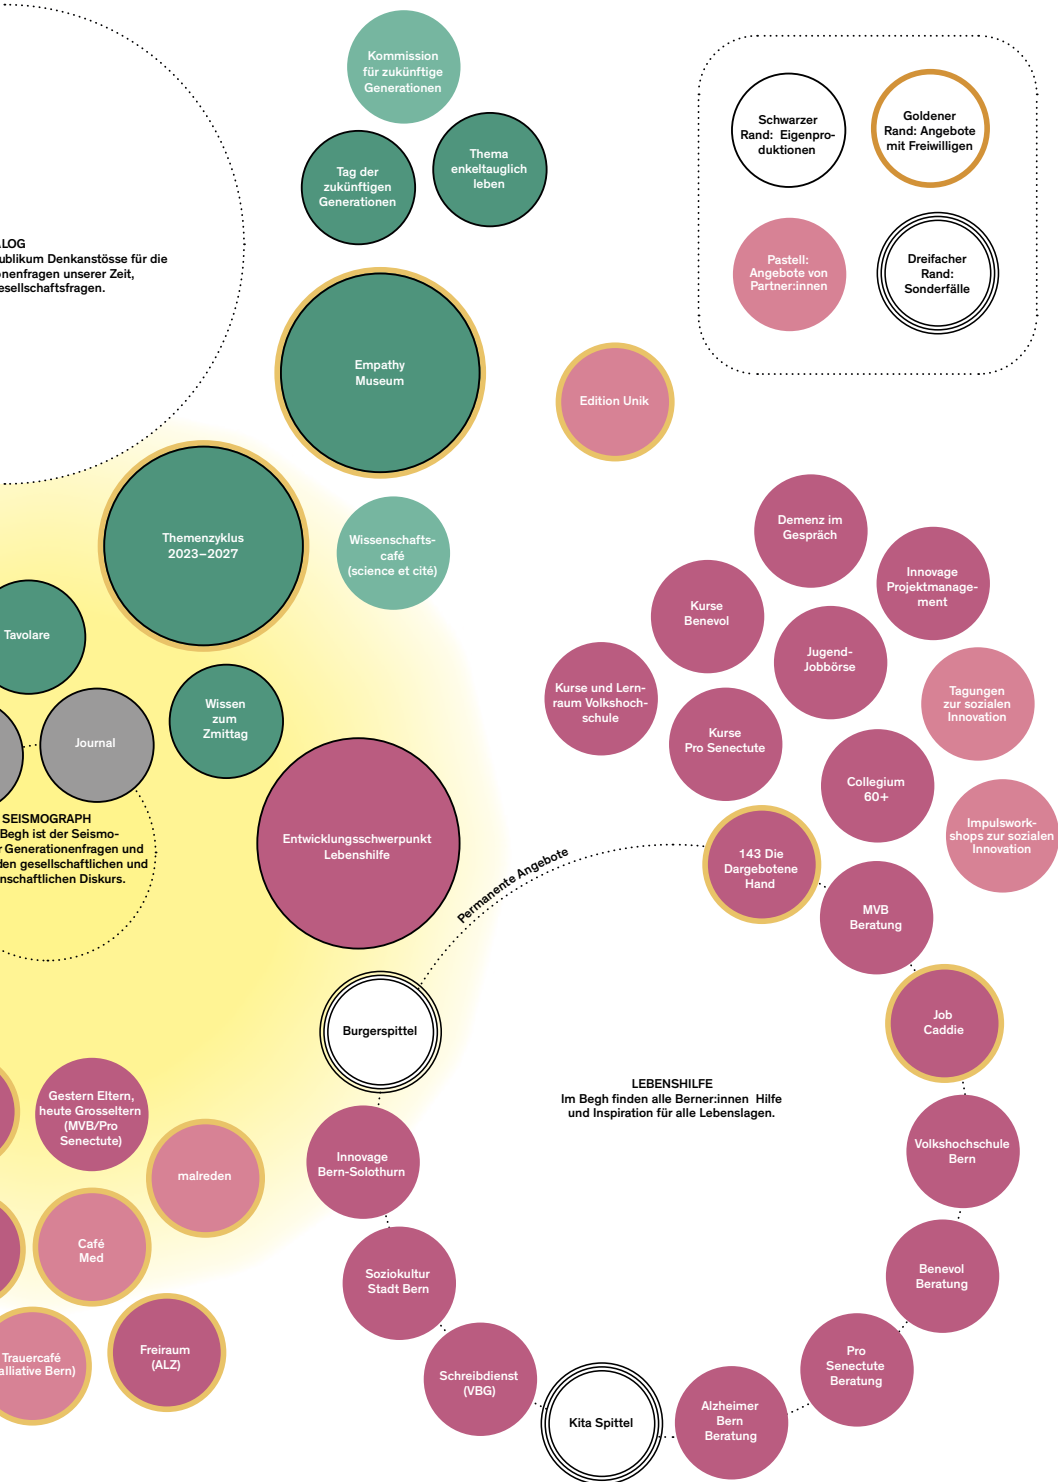 Kommission
für zukünftige
Generationen
Tag der
zukünftigen
Generationen
Thema
enkeltauglich
leben
Schwarzer
Rand: Eigenpro-
duktionen
Goldener
Rand: Angebote
mit Freiwilligen
Pastell:
Angebote von
Partner:innen
Dreifacher
Rand:
Sonderfälle
LOG
ublikum Denkanstösse für die
nenfragen unserer Zeit,
esellschaftsfragen.
Empathy
Museum
Edition Unik
Themenzyklus
2023–2027
Wissenschafts-
café
(science et cité)
Demenz im
Gespräch
Innovage
Projektmanage-
ment
Kurse
Benevol
Jugend-
Jobbörse
Tavolare
Kurse und Lern-
raum Volkshoch-
schule
Tagungen
zur sozialen
Innovation
Wissen
zum
Zmittag
Kurse
Pro Senectute
Journal
Collegium
60+
SEISMOGRAPH
Begh ist der Seismo-
r Generationenfragen und
den gesellschaftlichen und
nschaftlichen Diskurs.
Entwicklungsschwerpunkt
Lebenshilfe
Impulswork-
shops zur sozialen
Innovation
Permanente Angebote
143 Die
Dargebotene
Hand
MVB
Beratung
Burgerspittel
Job
Caddie
LEBENSHILFE
Im Begh finden alle Berner:innen Hilfe
und Inspiration für alle Lebenslagen.
Gestern Eltern,
heute Grosseltern
(MVB/Pro
Senectute)
malreden
Innovage
Bern-Solothurn
Volkshochschule
Bern
Café
Med
Soziokultur
Stadt Bern
Benevol
Beratung
Trauercafé
alliative Bern)
Freiraum
(ALZ)
Schreibdienst
(VBG)
Kita Spittel
Alzheimer
Bern
Beratung
Pro
Senectute
Beratung